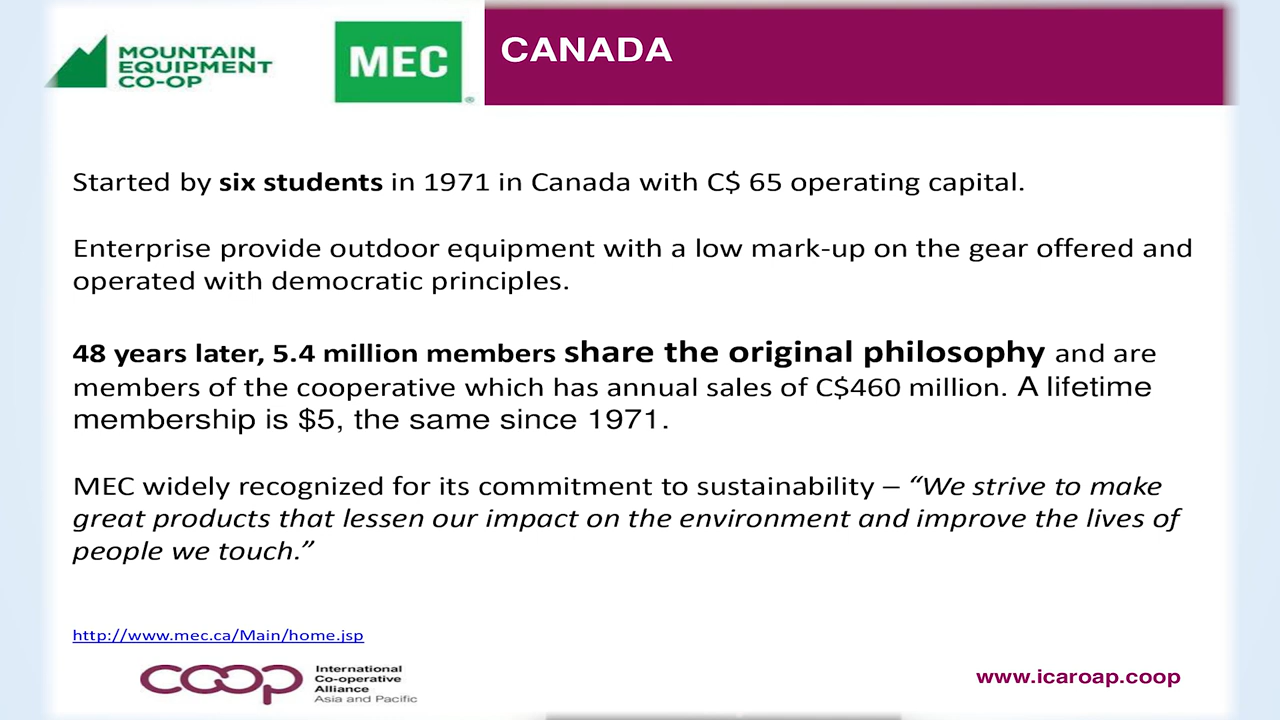 MOUNTAIN
EQUIPMENT
CO-OP
MEC
®
CANADA
Started by six students in 1971 in Canada with C$ 65 operating capital.
Enterprise provide outdoor equipment with a low mark-up on the gear offered and
operated with democratic principles.
48 years later, 5.4 million members share the original philosophy and are
members of the cooperative which has annual sales of C$460 million. A lifetime
membership is $5, the same since 1971.
MEC widely recognized for its commitment to sustainability – “We strive to make
great products that lessen our impact on the environment and improve the lives of
people we touch.”
http://www.mec.ca/Main/home.jsp
coop
International
Co-operative
Alliance
Asia and Pacific
www.icaroap.coop